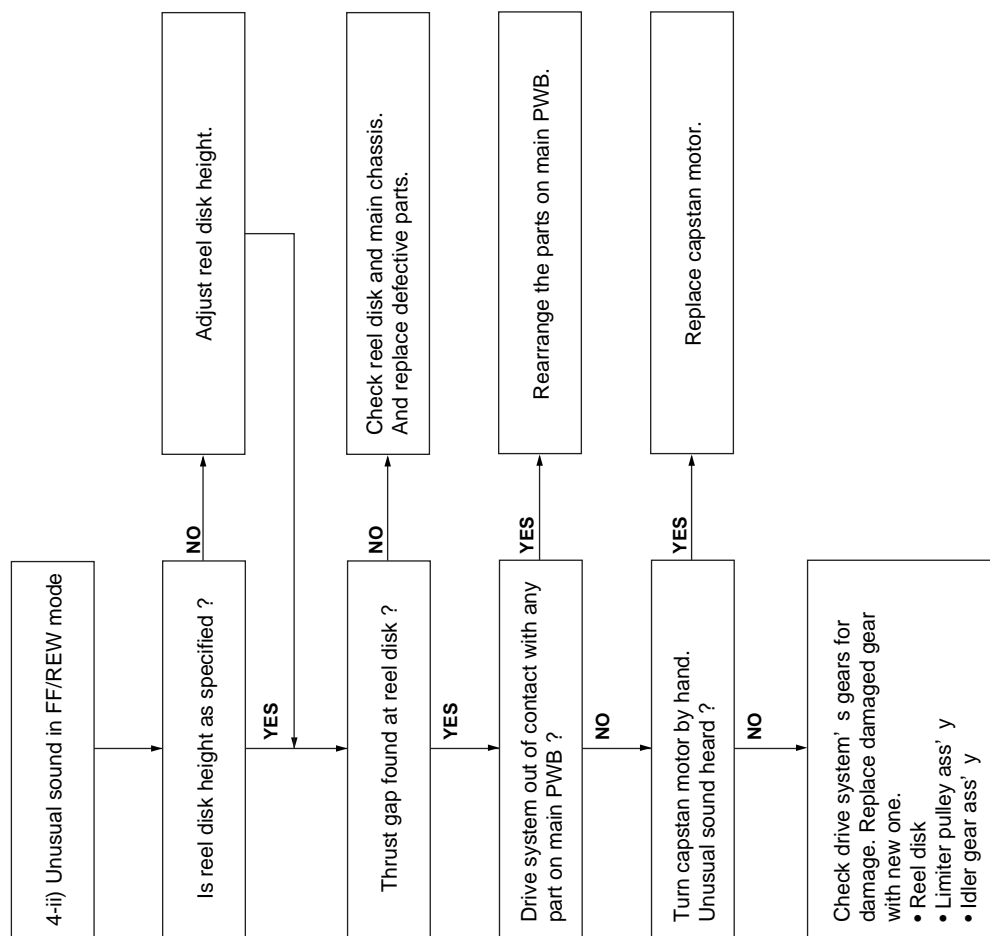 4-ii) Unusual sound in FF/REW mode
Is reel disk height as specified ?
NO
Adjust reel disk height.
YES
Thrust gap found at reel disk ?
NO
Check reel disk and main chassis.
And replace defective parts.
YES
Drive system out of contact with any
part on main PWB ?
YES
Rearrange the parts on main PWB.
NO
Turn capstan motor by hand.
Unusual sound heard ?
YES
Replace capstan motor.
NO
Check drive system' s gears for
damage. Replace damaged gear
with new one.
• Reel disk
• Limiter pulley ass' y
• Idler gear ass' y